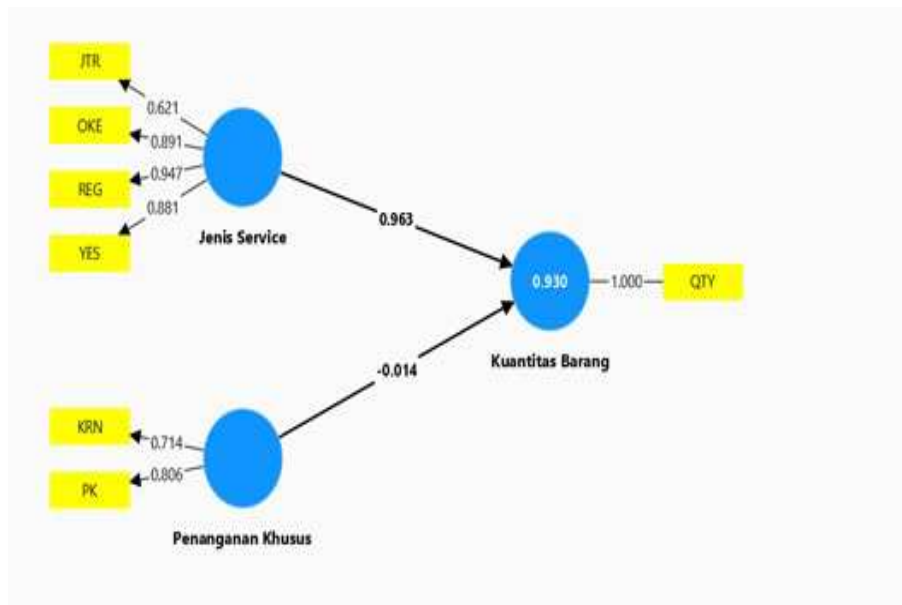 JTR
0.621
OKE
0.891
REG
0.947
0.881
YES
Jenis Service
0.963
0.930
1.000
QTY
Kuantitas Barang
-0.014
KRN
0.714
PK
0.806
Penanganan Khusus